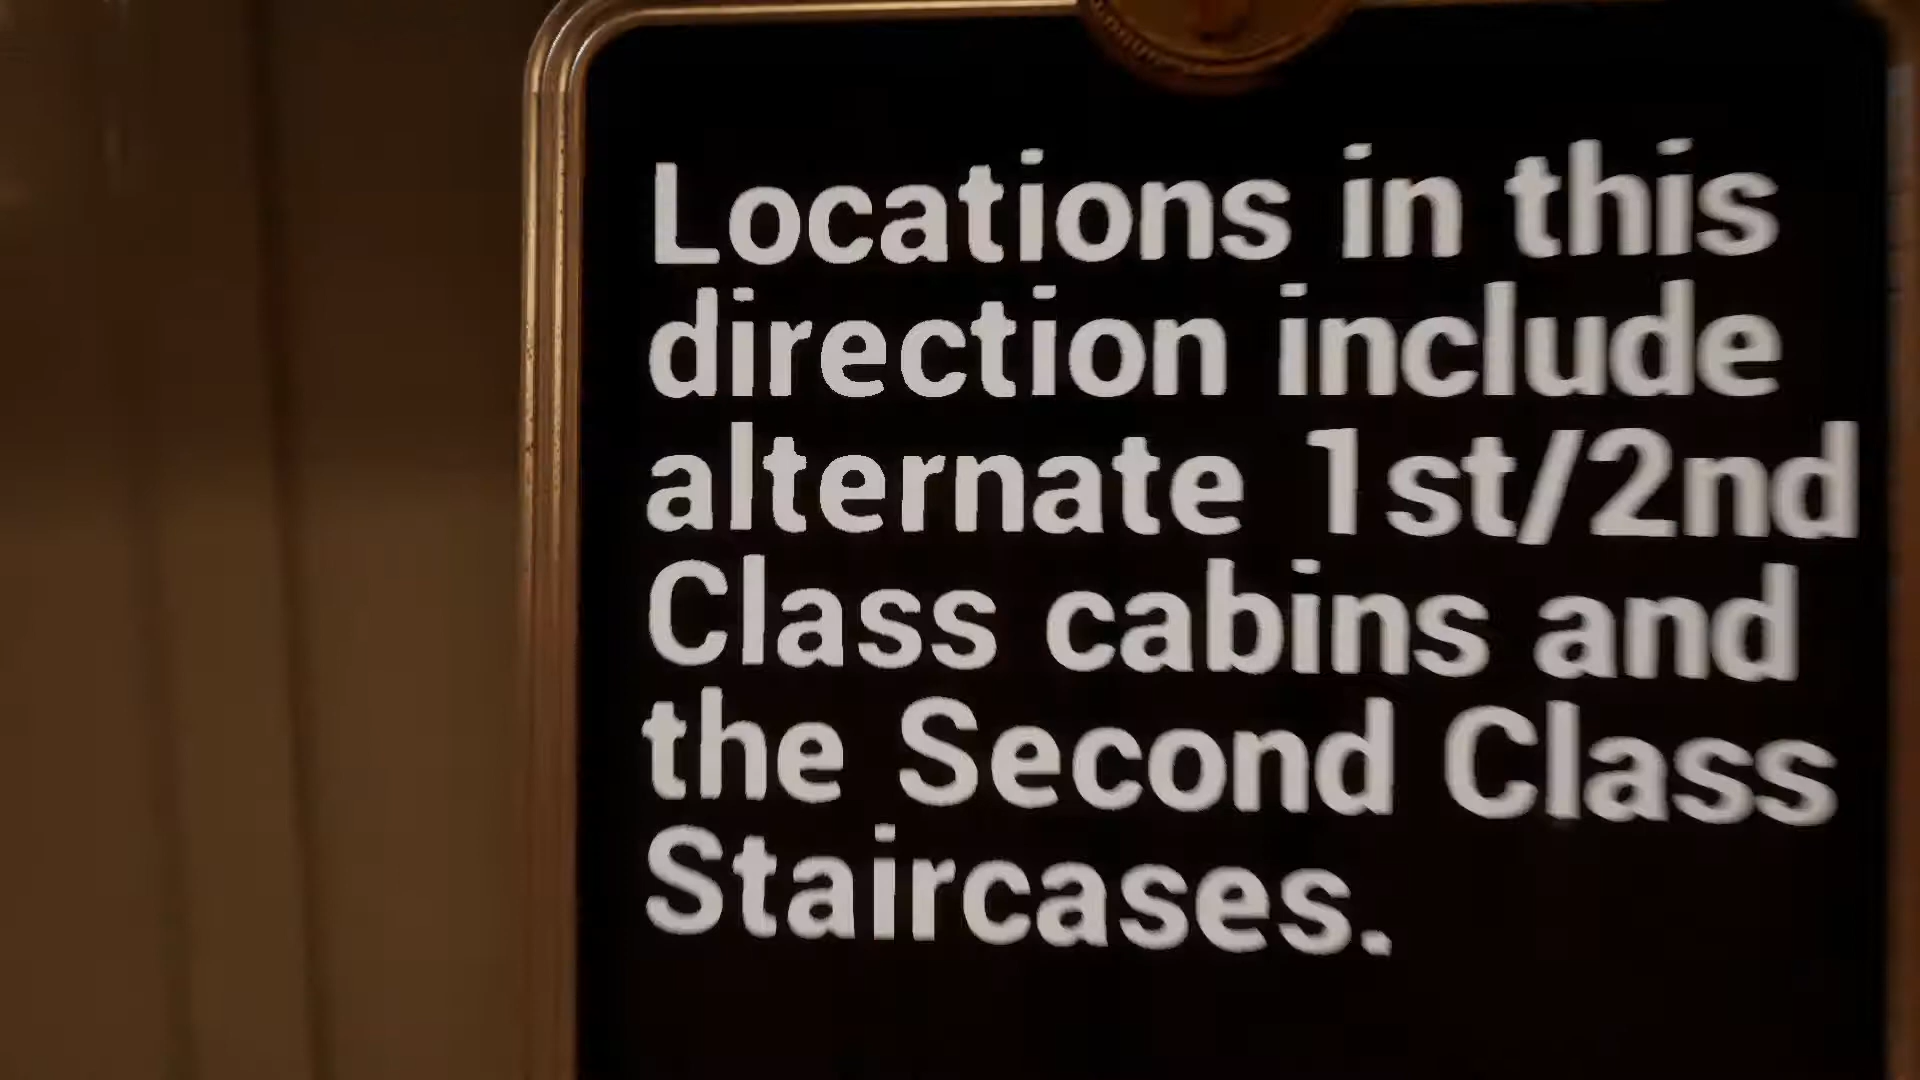 Locations in this
direction include
alternate 1st/2nd
Class cabins and
the Second Class
Staircases.